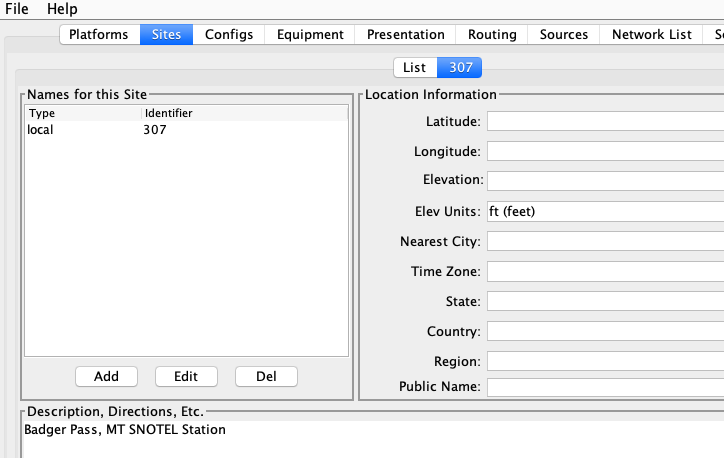 File Help
Platforms Sites Configs Equipment Presentation Routing Sources Network List
List 307
Names for this Site
Type Identifier
local 307
Add Edit Del
Location Information
Latitude:
Longitude:
Elevation:
Elev Units: ft (feet)
Nearest City:
Time Zone:
State:
Country:
Region:
Public Name:
Description, Directions, Etc.
Badger Pass, MT SNOTEL Station